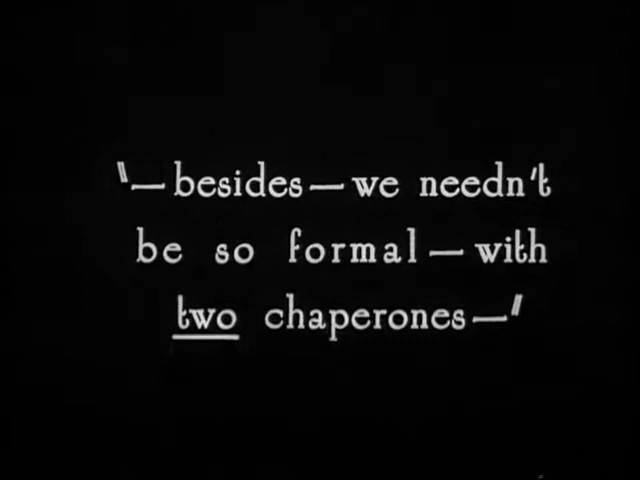 "—besides—we needn't
be so formal—with
two chaperones—"